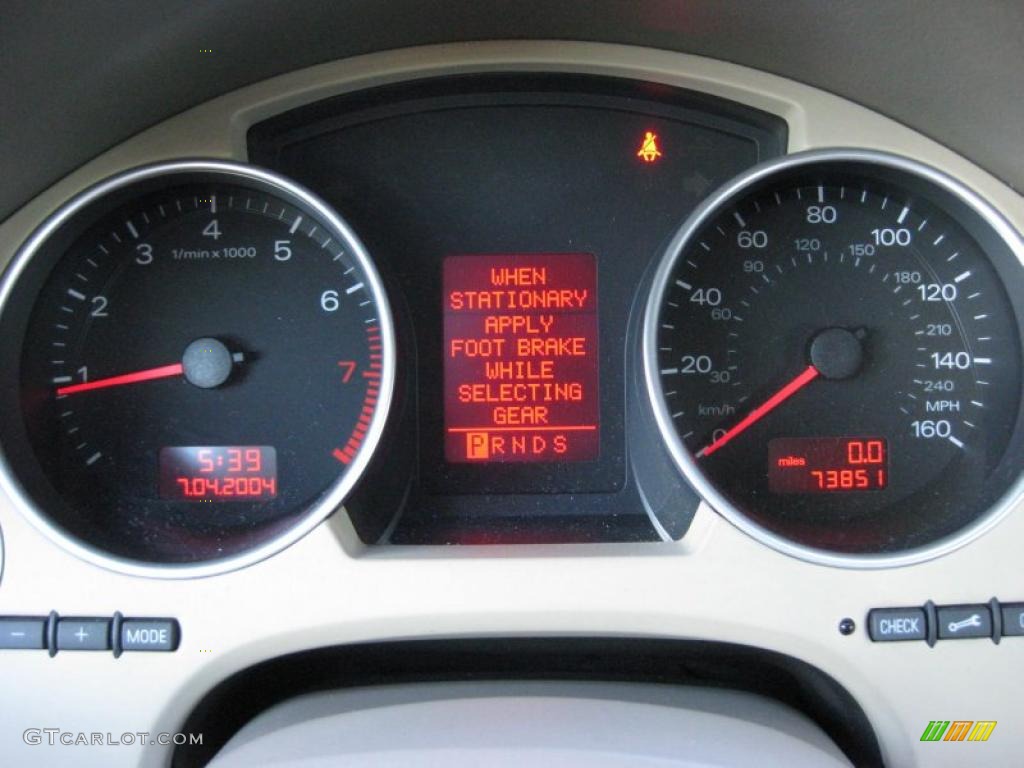 1
2
3
4
5
6
7
1/min x 1000
5:39
7.04.2004
WHEN
STATIONARY
APPLY
FOOT BRAKE
WHILE
SELECTING
GEAR
P R N D S
0
20
40
60
80
100
120
140
160
30
60
90
120
150
180
210
240
km/h
MPH
miles
0.0
73851
- + MODE
CHECK
GTCARLOT.COM